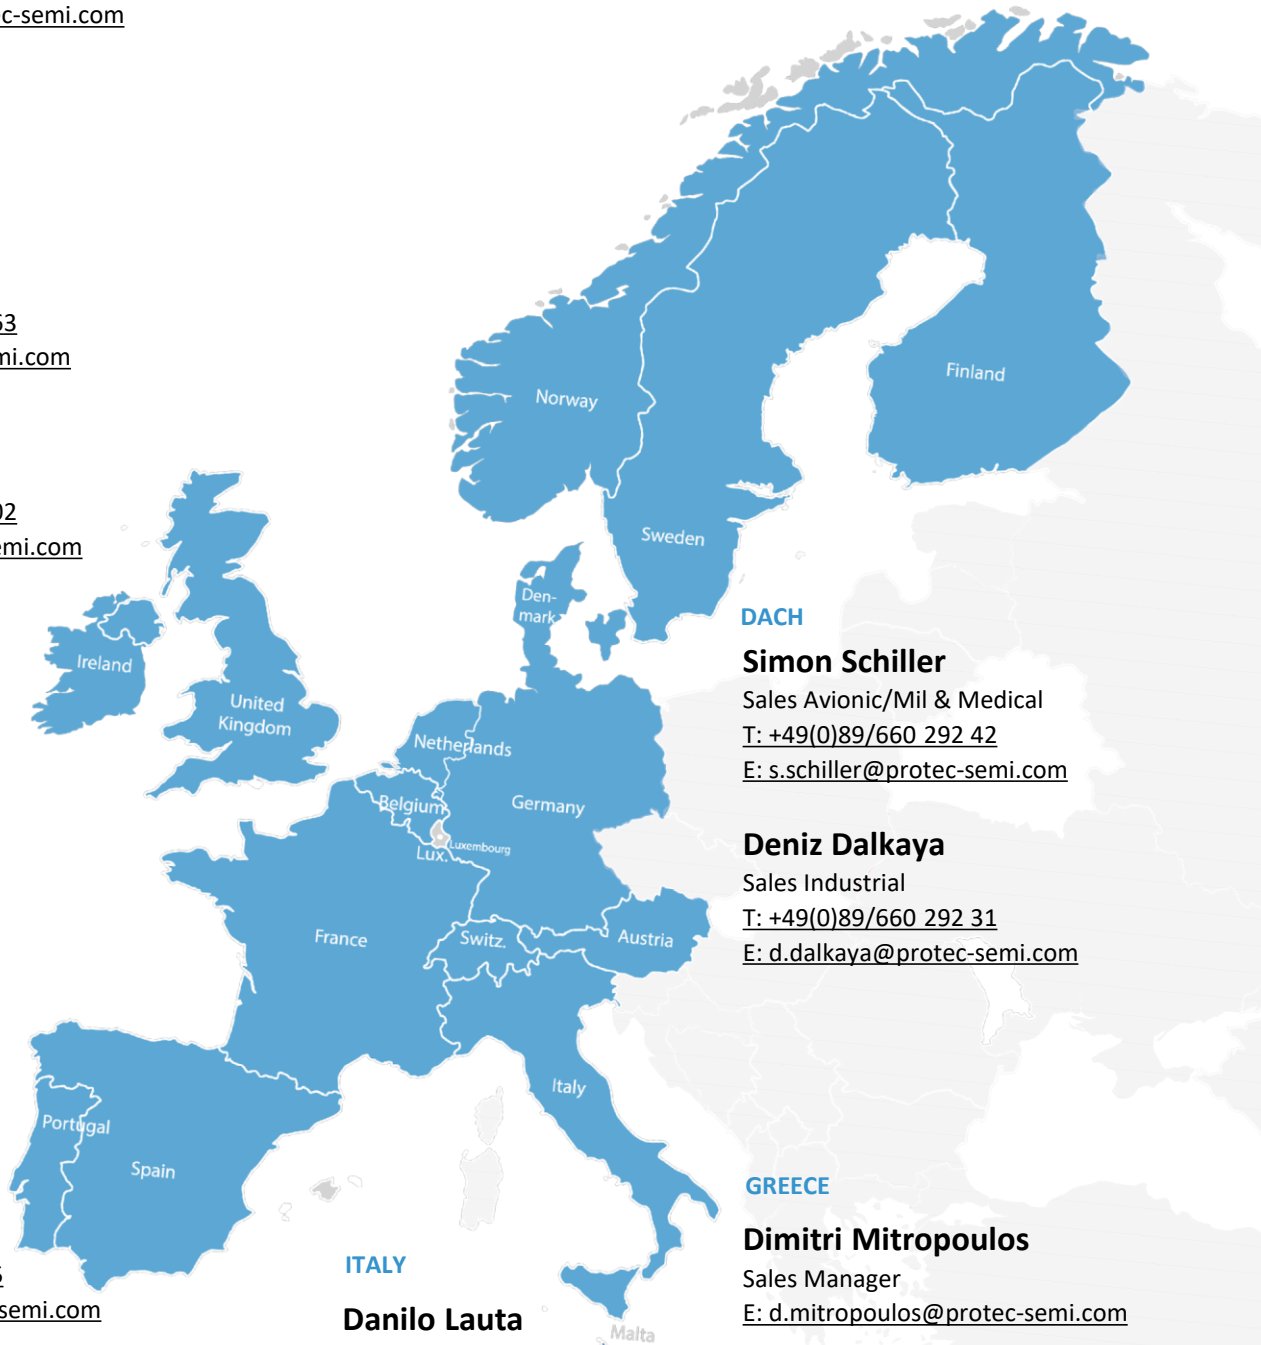 c-semi.com
63
mi.com
02
emi.com
Norway
Finland
Sweden
Den-
mark
Ireland
United
Kingdom
Netherlands
Belgium
Germany
Luxembourg
Lux.
France
Switz.
Austria
Italy
Portugal
Spain
Malta
DACH
Simon Schiller
Sales Avionic/Mil & Medical
T: +49(0)89/660 292 42
E: s.schiller@protec-semi.com
Deniz Dalkaya
Sales Industrial
T: +49(0)89/660 292 31
E: d.dalkaya@protec-semi.com
GREECE
Dimitri Mitropoulos
Sales Manager
E: d.mitropoulos@protec-semi.com
ITALY
Danilo Lauta
semi.com